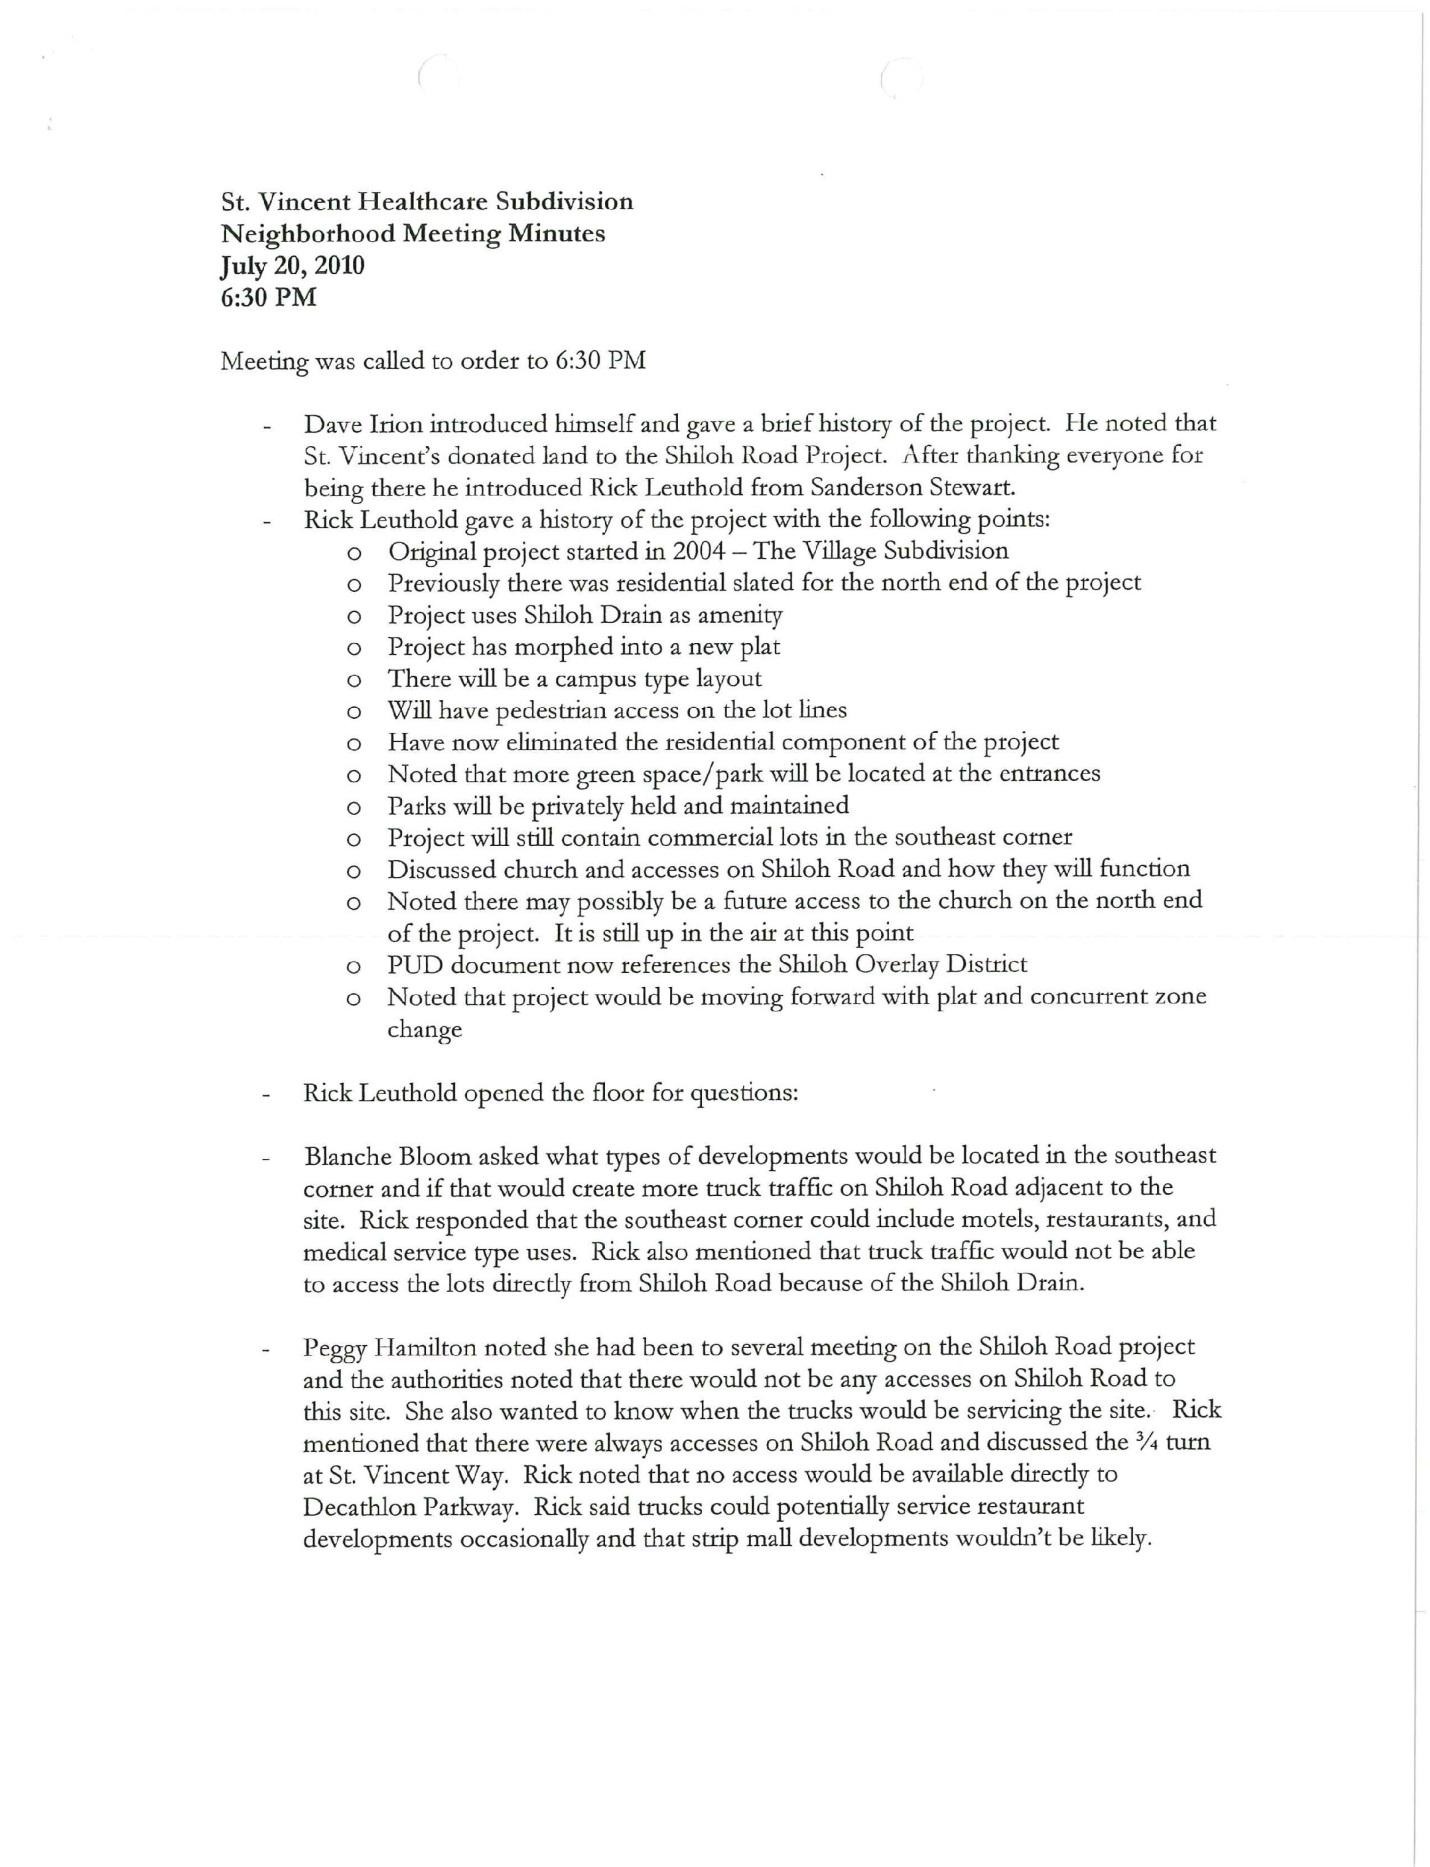 St. Vincent Healthcare Subdivision
Neighborhood Meeting Minutes
July 20, 2010
6:30 PM
Meeting was called to order to 6:30 PM
- Dave Irion introduced himself and gave a brief history of the project. He noted that
St. Vincent's donated land to the Shiloh Road Project. After thanking everyone for
being there he introduced Rick Leuthold from Sanderson Stewart.
- Rick Leuthold gave a history of the project with the following points:
o Original project started in 2004 – The Village Subdivision
o Previously there was residential slated for the north end of the project
o Project uses Shiloh Drain as amenity
o Project has morphed into a new plat
o There will be a campus type layout
o Will have pedestrian access on the lot lines
o Have now eliminated the residential component of the project
o Noted that more green space/park will be located at the entrances
o Parks will be privately held and maintained
o Project will still contain commercial lots in the southeast corner
o Discussed church and accesses on Shiloh Road and how they will function
o Noted there may possibly be a future access to the church on the north end
of the project. It is still up in the air at this point
o PUD document now references the Shiloh Overlay District
o Noted that project would be moving forward with plat and concurrent zone
change
- Rick Leuthold opened the floor for questions:
- Blanche Bloom asked what types of developments would be located in the southeast
corner and if that would create more truck traffic on Shiloh Road adjacent to the
site. Rick responded that the southeast corner could include motels, restaurants, and
medical service type uses. Rick also mentioned that truck traffic would not be able
to access the lots directly from Shiloh Road because of the Shiloh Drain.
- Peggy Hamilton noted she had been to several meeting on the Shiloh Road project
and the authorities noted that there would not be any accesses on Shiloh Road to
this site. She also wanted to know when the trucks would be servicing the site. Rick
mentioned that there were always accesses on Shiloh Road and discussed the ¾ turn
at St. Vincent Way. Rick noted that no access would be available directly to
Decathlon Parkway. Rick said trucks could potentially service restaurant
developments occasionally and that strip mall developments wouldn't be likely.